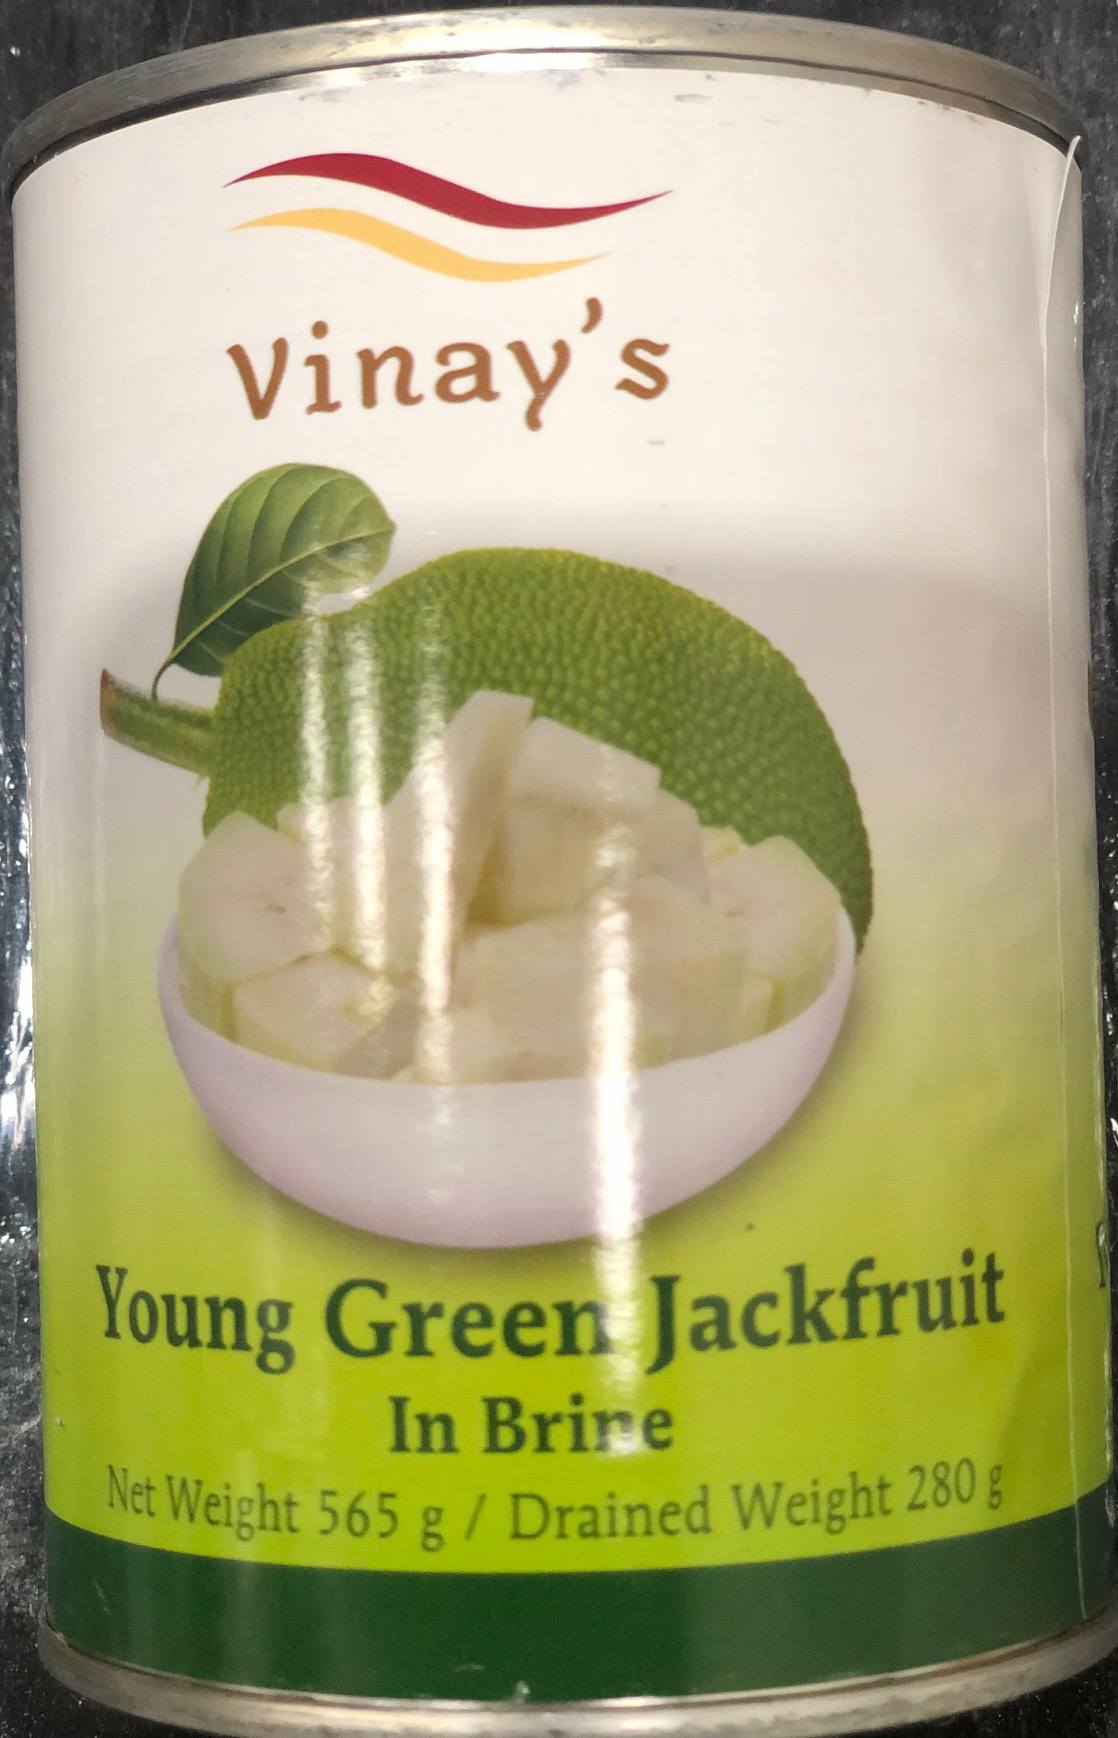 Vinay's
Young Green Jackfruit
In Brine
Net Weight 565 g / Drained Weight 280 g